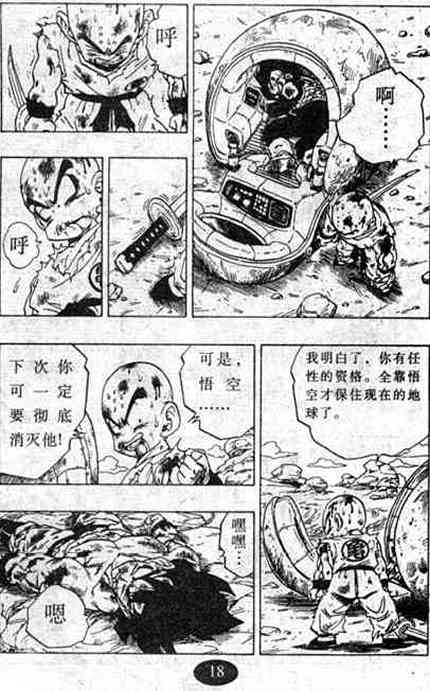 啊
……
呼
呼
我明白了，你有任
性的资格。全靠悟
空才保住现在的地
球了。
亀
可是，
悟空
……
下次你
可一定
要彻底
消灭他!
嘿
嘿
…
嗯
18